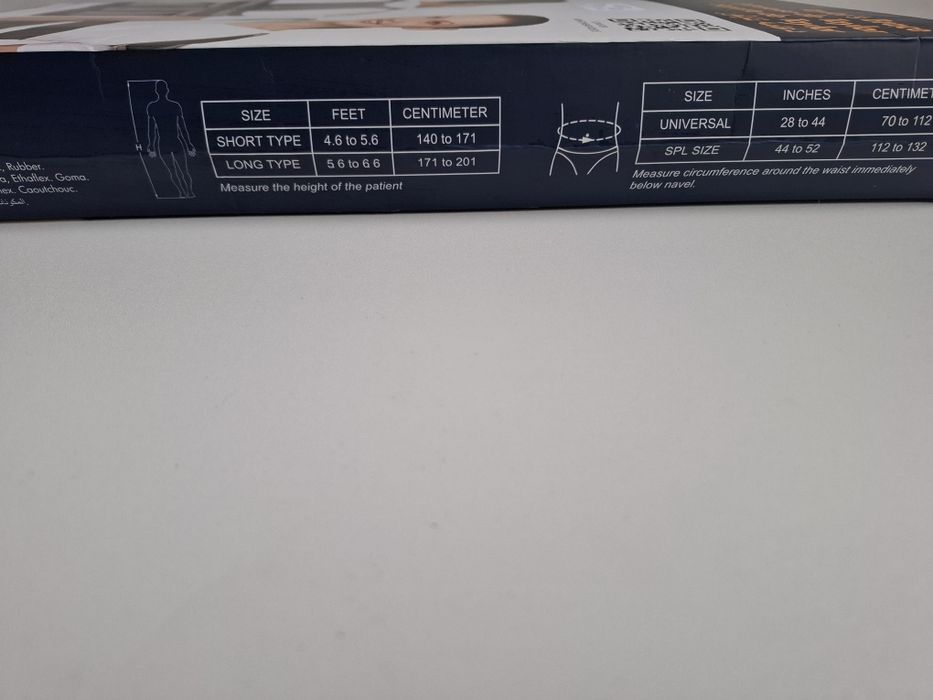 , Rubber.
a, Ethaflex. Goma.
nex. Caoutchouc.
H
SIZE FEET CENTIMETER
SHORT TYPE 4.6 to 5.6 140 to 171
LONG TYPE 5.6 to 6 6 171 to 201
Measure the height of the patient
SIZE INCHES CENTIMET
UNIVERSAL 28 to 44 70 to 112
SPL SIZE 44 to 52 112 to 132
Measure circumference around the waist immediately
below navel.